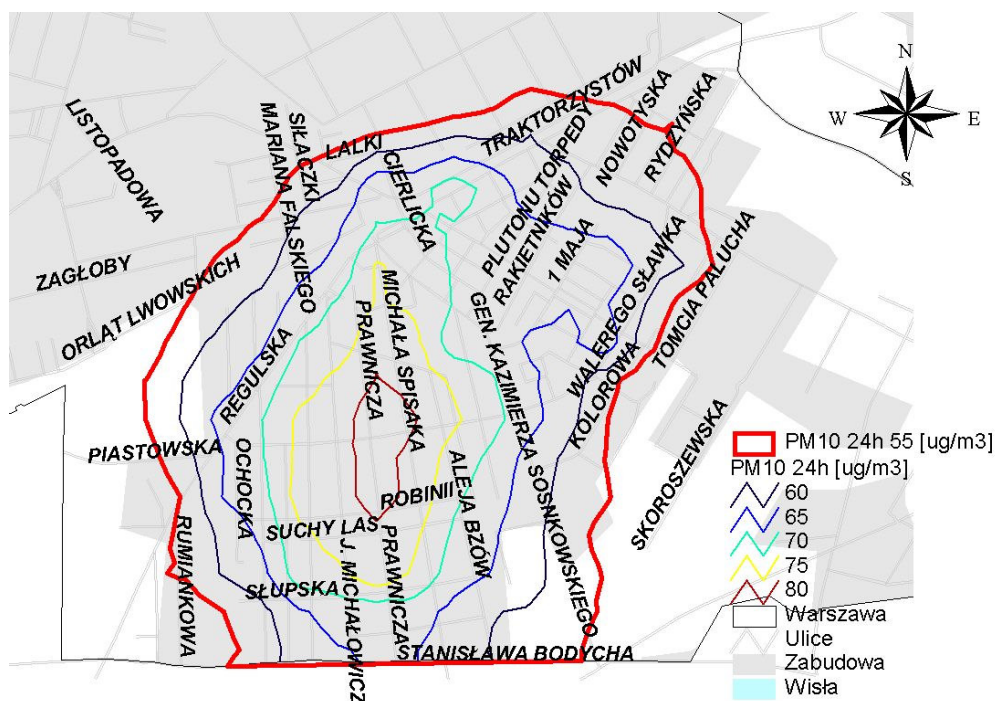 N
W
E
S
LISTOPADOWA
ZAGŁOBY
ORLĄT LWOWSKICH
SIŁACZKI
MARIANA FALSKIEGO
LALKI
CIERLICKA
TRAKTORZYSTÓW
PLUTONU TORPEDY
RAKIETNIKÓW
1 MAJA
NOWOTYSKA
RYDZYŃSKA
WALEREGO SŁAWKA
TOMCIA PALUCHA
KOLOROWA
SKOROSZEWSKA
GEN. KAZIMIERZA SOSNKOWSKIEGO
MICHAŁA SPISAKA
PRAWNICZA
REGULSKA
PIASTOWSKA
OCHOCKA
ROBINII
ALEJA BZÓW
SUCHY LAS
SŁUPSKA
RUMIANKOWA
J. MICHAŁOWICZ
PRAWNICZA
STANISŁAWA BODYCHA
PM10 24h 55 [ug/m3]
PM10 24h [ug/m3]
60
65
70
75
80
Warszawa
Ulice
Zabudowa
Wisła